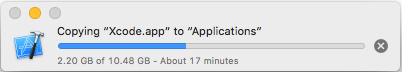 Copying “Xcode.app” to “Applications”
2.20 GB of 10.48 GB - About 17 minutes